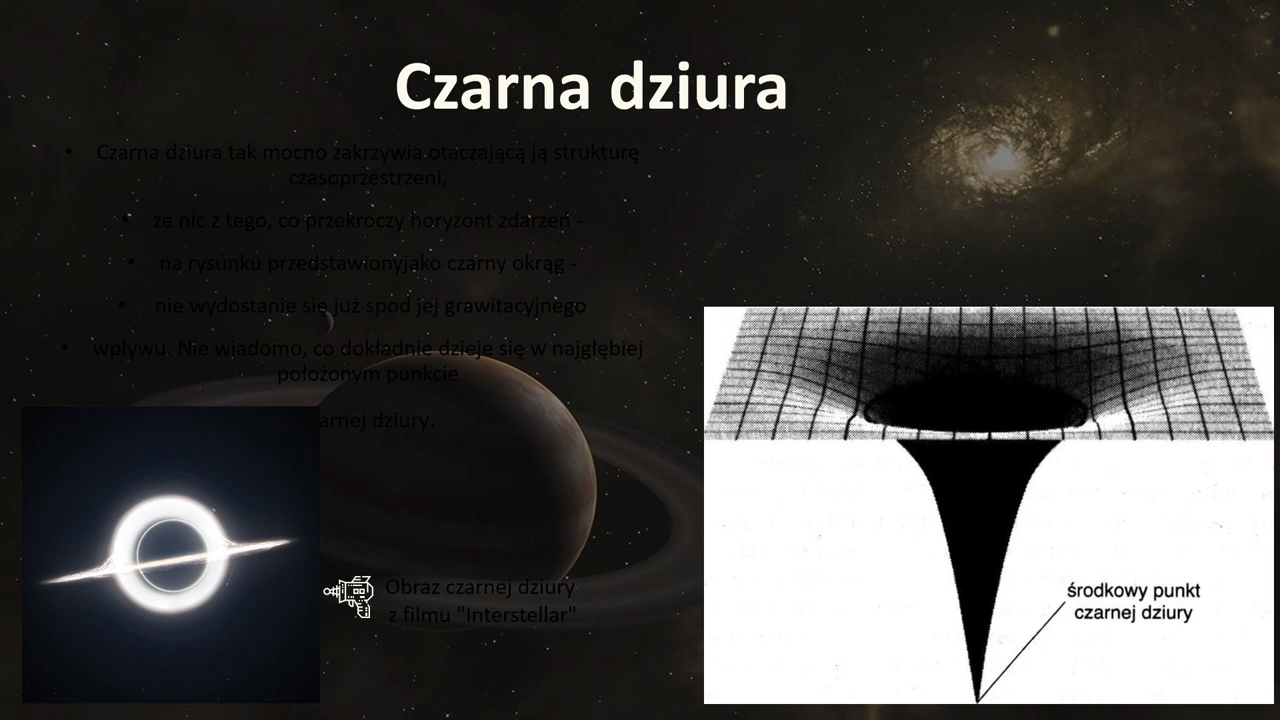 Czarna dziura
• Czarna dziura tak mocno zakrzywia otaczającą ją strukturę
czasoprzestrzeni,
• że nic z tego, co przekroczy horyzont zdarzeń -
• na rysunku przedstawionyjako czarny okrąg -
• nie wydostanie się już spod jej grawitacyjnego
• wpływu. Nie wiadomo, co dokładnie dzieje się w najgłębiej
położonym punkcie
arnej dziury.
Obraz czarnej dziury
z filmu "Interstellar"
środkowy punkt
czarnej dziury